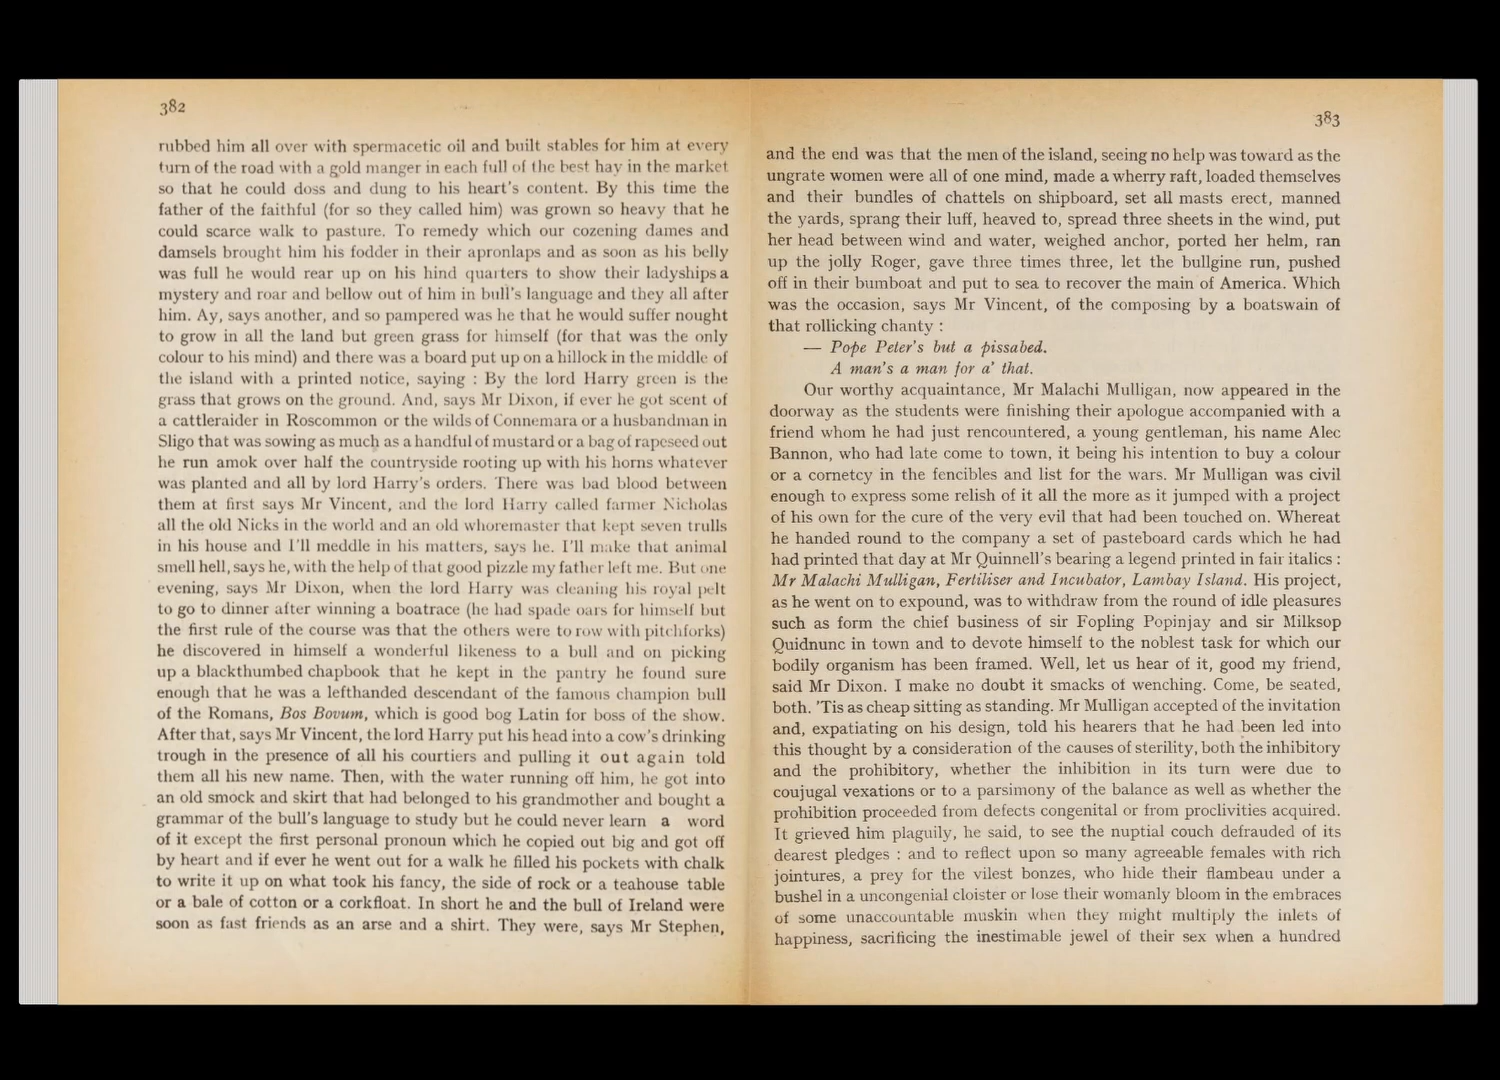 382
rubbed him all over with spermacetic oil and built stables for him at every
turn of the road with a gold manger in each full of the best hay in the market
so that he could doss and dung to his heart's content. By this time the
father of the faithful (for so they called him) was grown so heavy that he
could scarce walk to pasture. To remedy which our cozening dames and
damsels brought him his fodder in their apronlaps and as soon as his belly
was full he would rear up on his hind quarters to show their ladyships a
mystery and roar and bellow out of him in bull's language and they all after
him. Ay, says another, and so pampered was he that he would suffer nought
to grow in all the land but green grass for himself (for that was the only
colour to his mind) and there was a board put up on a hillock in the middle of
the island with a printed notice, saying : By the lord Harry green is the
grass that grows on the ground. And, says Mr Dixon, if ever he got scent of
a cattleraider in Roscommon or the wilds of Connemara or a husbandman in
Sligo that was sowing as much as a handful of mustard or a bag of rapeseed out
he run amok over half the countryside rooting up with his horns whatever
was planted and all by lord Harry's orders. There was bad blood between
them at first says Mr Vincent, and the lord Harry called farmer Nicholas
all the old Nicks in the world and an old whoremaster that kept seven trulls
in his house and I'll meddle in his matters, says he. I'll make that animal
smell hell, says he, with the help of that good pizzle my father left me. But one
evening, says Mr Dixon, when the lord Harry was cleaning his royal pelt
to go to dinner after winning a boatrace (he had spade oars for himself but
the first rule of the course was that the others were to row with pitchforks)
he discovered in himself a wonderful likeness to a bull and on picking
up a blackthumbed chapbook that he kept in the pantry he found sure
enough that he was a lefthanded descendant of the famous champion bull
of the Romans, Bos Bovum, which is good bog Latin for boss of the show.
After that, says Mr Vincent, the lord Harry put his head into a cow's drinking
trough in the presence of all his courtiers and pulling it out again told
them all his new name. Then, with the water running off him, he got into
an old smock and skirt that had belonged to his grandmother and bought a
grammar of the bull's language to study but he could never learn a word
of it except the first personal pronoun which he copied out big and got off
by heart and if ever he went out for a walk he filled his pockets with chalk
to write it up on what took his fancy, the side of rock or a teahouse table
or a bale of cotton or a corkfloat. In short he and the bull of Ireland were
soon as fast friends as an arse and a shirt. They were, says Mr Stephen,
383
and the end was that the men of the island, seeing no help was toward as the
ungrate women were all of one mind, made a wherry raft, loaded themselves
and their bundles of chattels on shipboard, set all masts erect, manned
the yards, sprang their luff, heaved to, spread three sheets in the wind, put
her head between wind and water, weighed anchor, ported her helm, ran
up the jolly Roger, gave three times three, let the bullgine run, pushed
off in their bumboat and put to sea to recover the main of America. Which
was the occasion, says Mr Vincent, of the composing by a boatswain of
that rollicking chanty :
— Pope Peter's but a pissabed.
A man's a man for a' that.
Our worthy acquaintance, Mr Malachi Mulligan, now appeared in the
doorway as the students were finishing their apologue accompanied with a
friend whom he had just rencountered, a young gentleman, his name Alec
Bannon, who had late come to town, it being his intention to buy a colour
or a cornetcy in the fencibles and list for the wars. Mr Mulligan was civil
enough to express some relish of it all the more as it jumped with a project
of his own for the cure of the very evil that had been touched on. Whereat
he handed round to the company a set of pasteboard cards which he had
had printed that day at Mr Quinnell's bearing a legend printed in fair italics :
Mr Malachi Mulligan, Fertiliser and Incubator, Lambay Island. His project,
as he went on to expound, was to withdraw from the round of idle pleasures
such as form the chief business of sir Fopling Popinjay and sir Milksop
Quidnunc in town and to devote himself to the noblest task for which our
bodily organism has been framed. Well, let us hear of it, good my friend,
said Mr Dixon. I make no doubt it smacks of wenching. Come, be seated,
both. 'Tis as cheap sitting as standing. Mr Mulligan accepted of the invitation
and, expatiating on his design, told his hearers that he had been led into
this thought by a consideration of the causes of sterility, both the inhibitory
and the prohibitory, whether the inhibition in its turn were due to
coujugal vexations or to a parsimony of the balance as well as whether the
prohibition proceeded from defects congenital or from proclivities acquired.
It grieved him plaguily, he said, to see the nuptial couch defrauded of its
dearest pledges : and to reflect upon so many agreeable females with rich
jointures, a prey for the vilest bonzes, who hide their flambeau under a
bushel in a uncongenial cloister or lose their womanly bloom in the embraces
of some unaccountable muskin when they might multiply the inlets of
happiness, sacrificing the inestimable jewel of their sex when a hundred